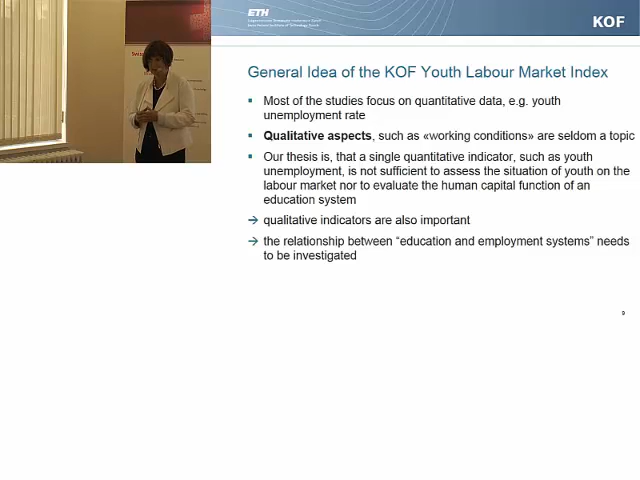 ETH
KOF
General Idea of the KOF Youth Labour Market Index
▪ Most of the studies focus on quantitative data, e.g. youth
unemployment rate
▪ Qualitative aspects, such as «working conditions» are seldom a topic
▪ Our thesis is, that a single quantitative indicator, such as youth
unemployment, is not sufficient to assess the situation of youth on the
labour market nor to evaluate the human capital function of an
education system
→ qualitative indicators are also important
→ the relationship between “education and employment systems” needs
to be investigated
9